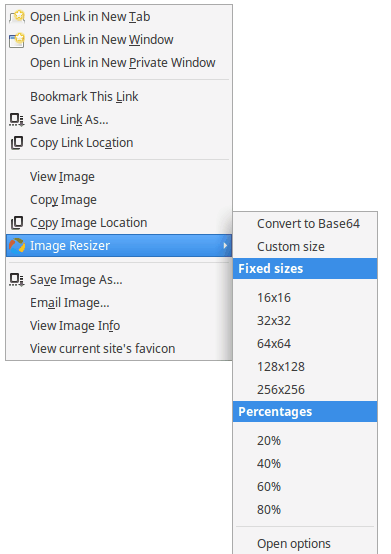 Open Link in New Tab
Open Link in New Window
Open Link in New Private Window
Bookmark This Link
Save Link As...
Copy Link Location
View Image
Copy Image
Copy Image Location
Image Resizer
Save Image As...
Email Image...
View Image Info
View current site's favicon
Convert to Base64
Custom size
Fixed sizes
16x16
32x32
64x64
128x128
256x256
Percentages
20%
40%
60%
80%
Open options